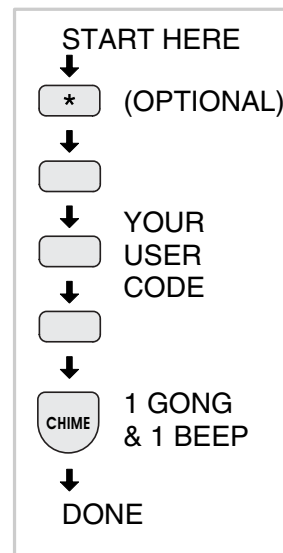 START HERE
* (OPTIONAL)
YOUR
USER
CODE
CHIME
1 GONG
& 1 BEEP
DONE